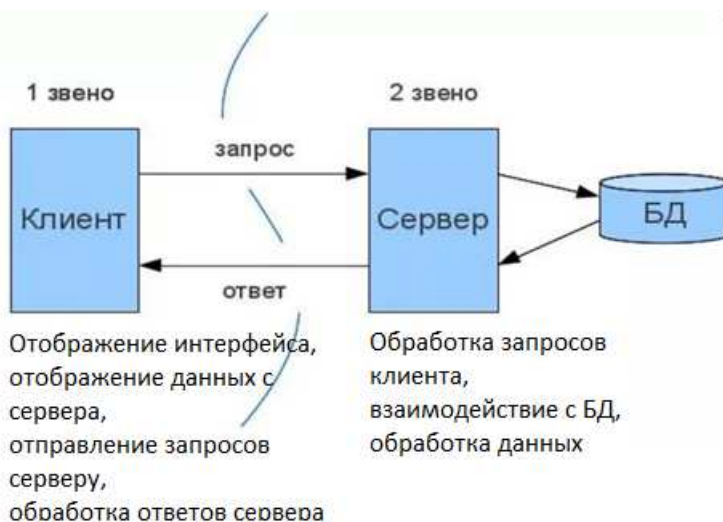 1 звено
2 звено
запрос
Клиент
Сервер
БД
ответ
Отображение интерфейса,
отображение данных с
сервера,
отправление запросов
серверу,
обработка ответов сервера
Обработка запросов
клиента,
взаимодействие с БД,
обработка данных